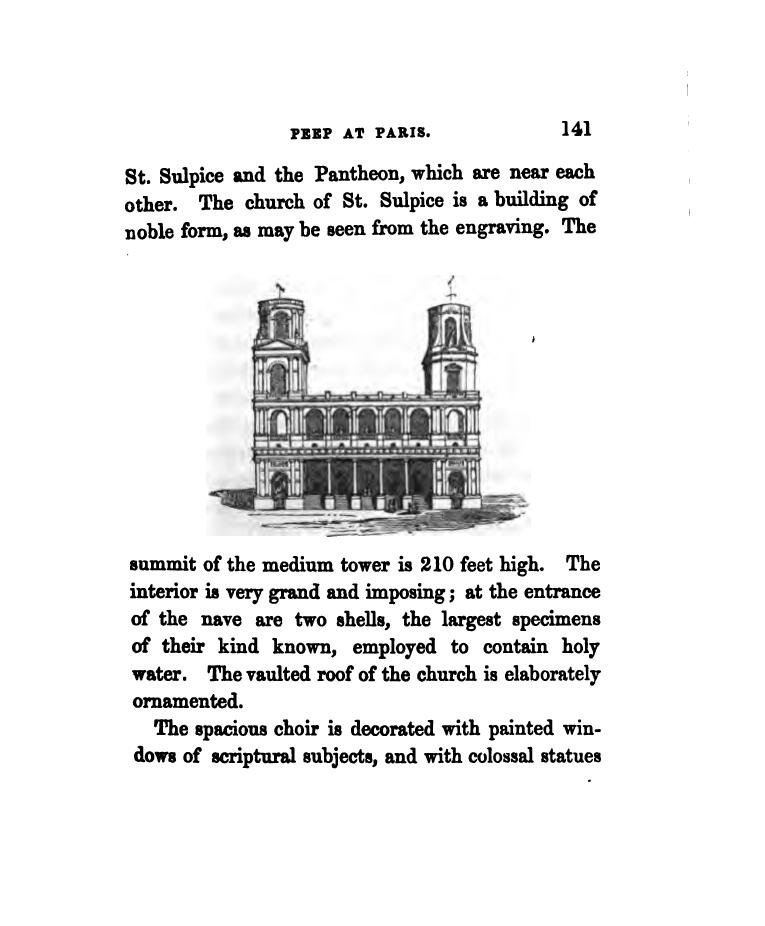 PEEP AT PARIS. 141
St. Sulpice and the Pantheon, which are near each
other. The church of St. Sulpice is a building of
noble form, as may be seen from the engraving. The
summit of the medium tower is 210 feet high. The
interior is very grand and imposing; at the entrance
of the nave are two shells, the largest specimens
of their kind known, employed to contain holy
water. The vaulted roof of the church is elaborately
ornamented.
The spacious choir is decorated with painted win-
dows of scriptural subjects, and with colossal statues